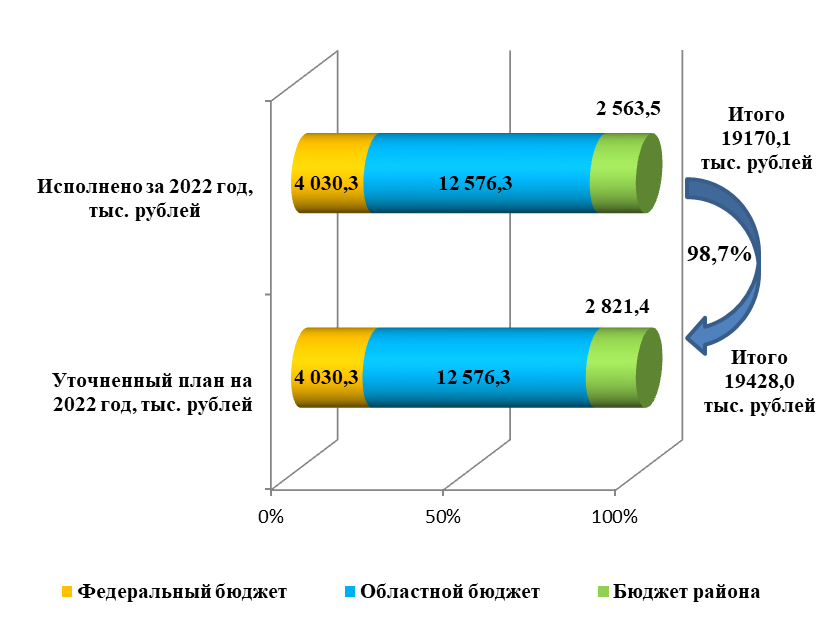 2 563,5
Итого
19170,1
тыс. рублей
Исполнено за 2022 год,
тыс. рублей
4 030,3
12 576,3
98,7%
2 821,4
Уточненный план на
2022 год, тыс. рублей
4 030,3
12 576,3
Итого
19428,0
тыс. рублей
0%
50%
100%
Федеральный бюджет
Областной бюджет
Бюджет района